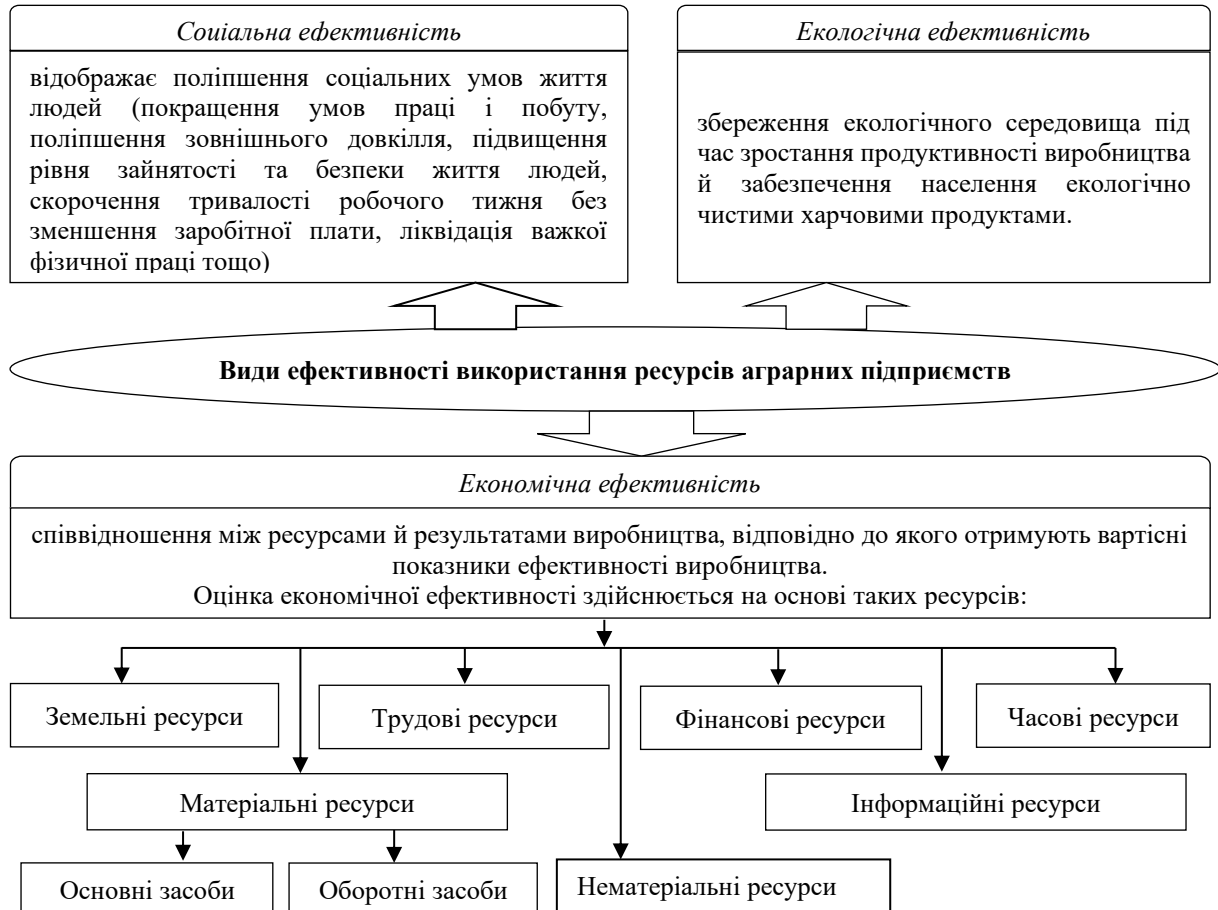 Соціальна ефективність
відображає поліпшення соціальних умов життя
людей (покращення умов праці і побуту,
поліпшення зовнішнього довкілля, підвищення
рівня зайнятості та безпеки життя людей,
скорочення тривалості робочого тижня без
зменшення заробітної плати, ліквідація важкої
фізичної праці тощо)
Екологічна ефективність
збереження екологічного середовища під
час зростання продуктивності виробництва
й забезпечення населення екологічно
чистими харчовими продуктами.
Види ефективності використання ресурсів аграрних підприємств
Економічна ефективність
співвідношення між ресурсами й результатами виробництва, відповідно до якого отримують вартісні
показники ефективності виробництва.
Оцінка економічної ефективності здійснюється на основі таких ресурсів:
Земельні ресурси
Трудові ресурси
Фінансові ресурси
Часові ресурси
Матеріальні ресурси
Інформаційні ресурси
Основні засоби
Оборотні засоби
Нематеріальні ресурси